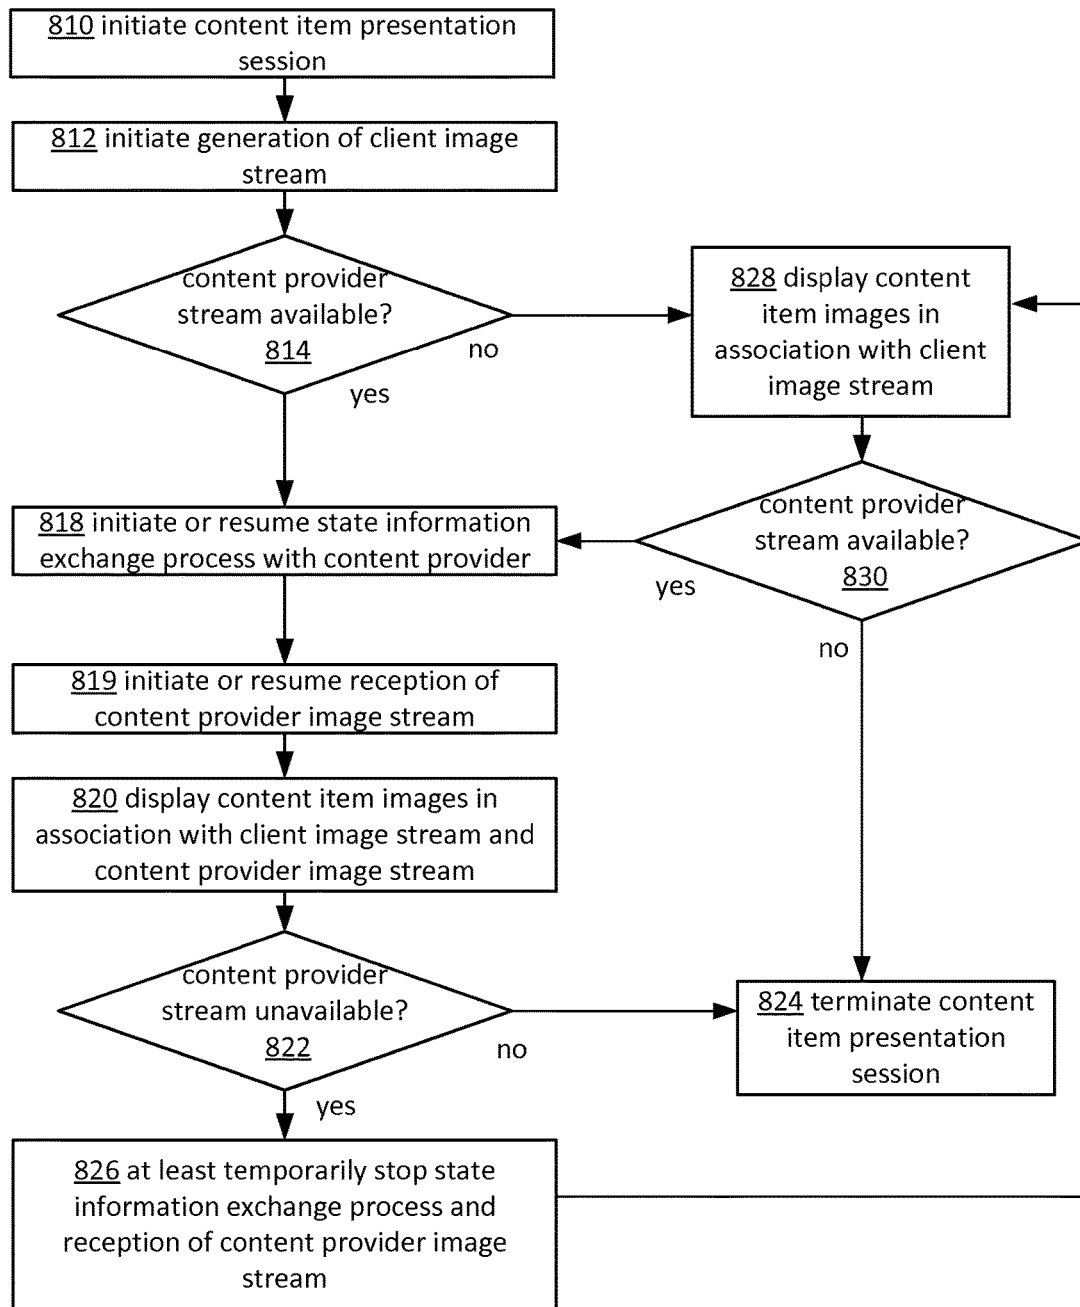 810 initiate content item presentation
session
812 initiate generation of client image
stream
content provider
stream available?
814
no
yes
828 display content
item images in
association with client
image stream
818 initiate or resume state information
exchange process with content provider
content provider
stream available?
830
yes
no
819 initiate or resume reception of
content provider image stream
820 display content item images in
association with client image stream and
content provider image stream
content provider
stream unavailable?
822
no
yes
824 terminate content
item presentation
session
826 at least temporarily stop state
information exchange process and
reception of content provider image
stream